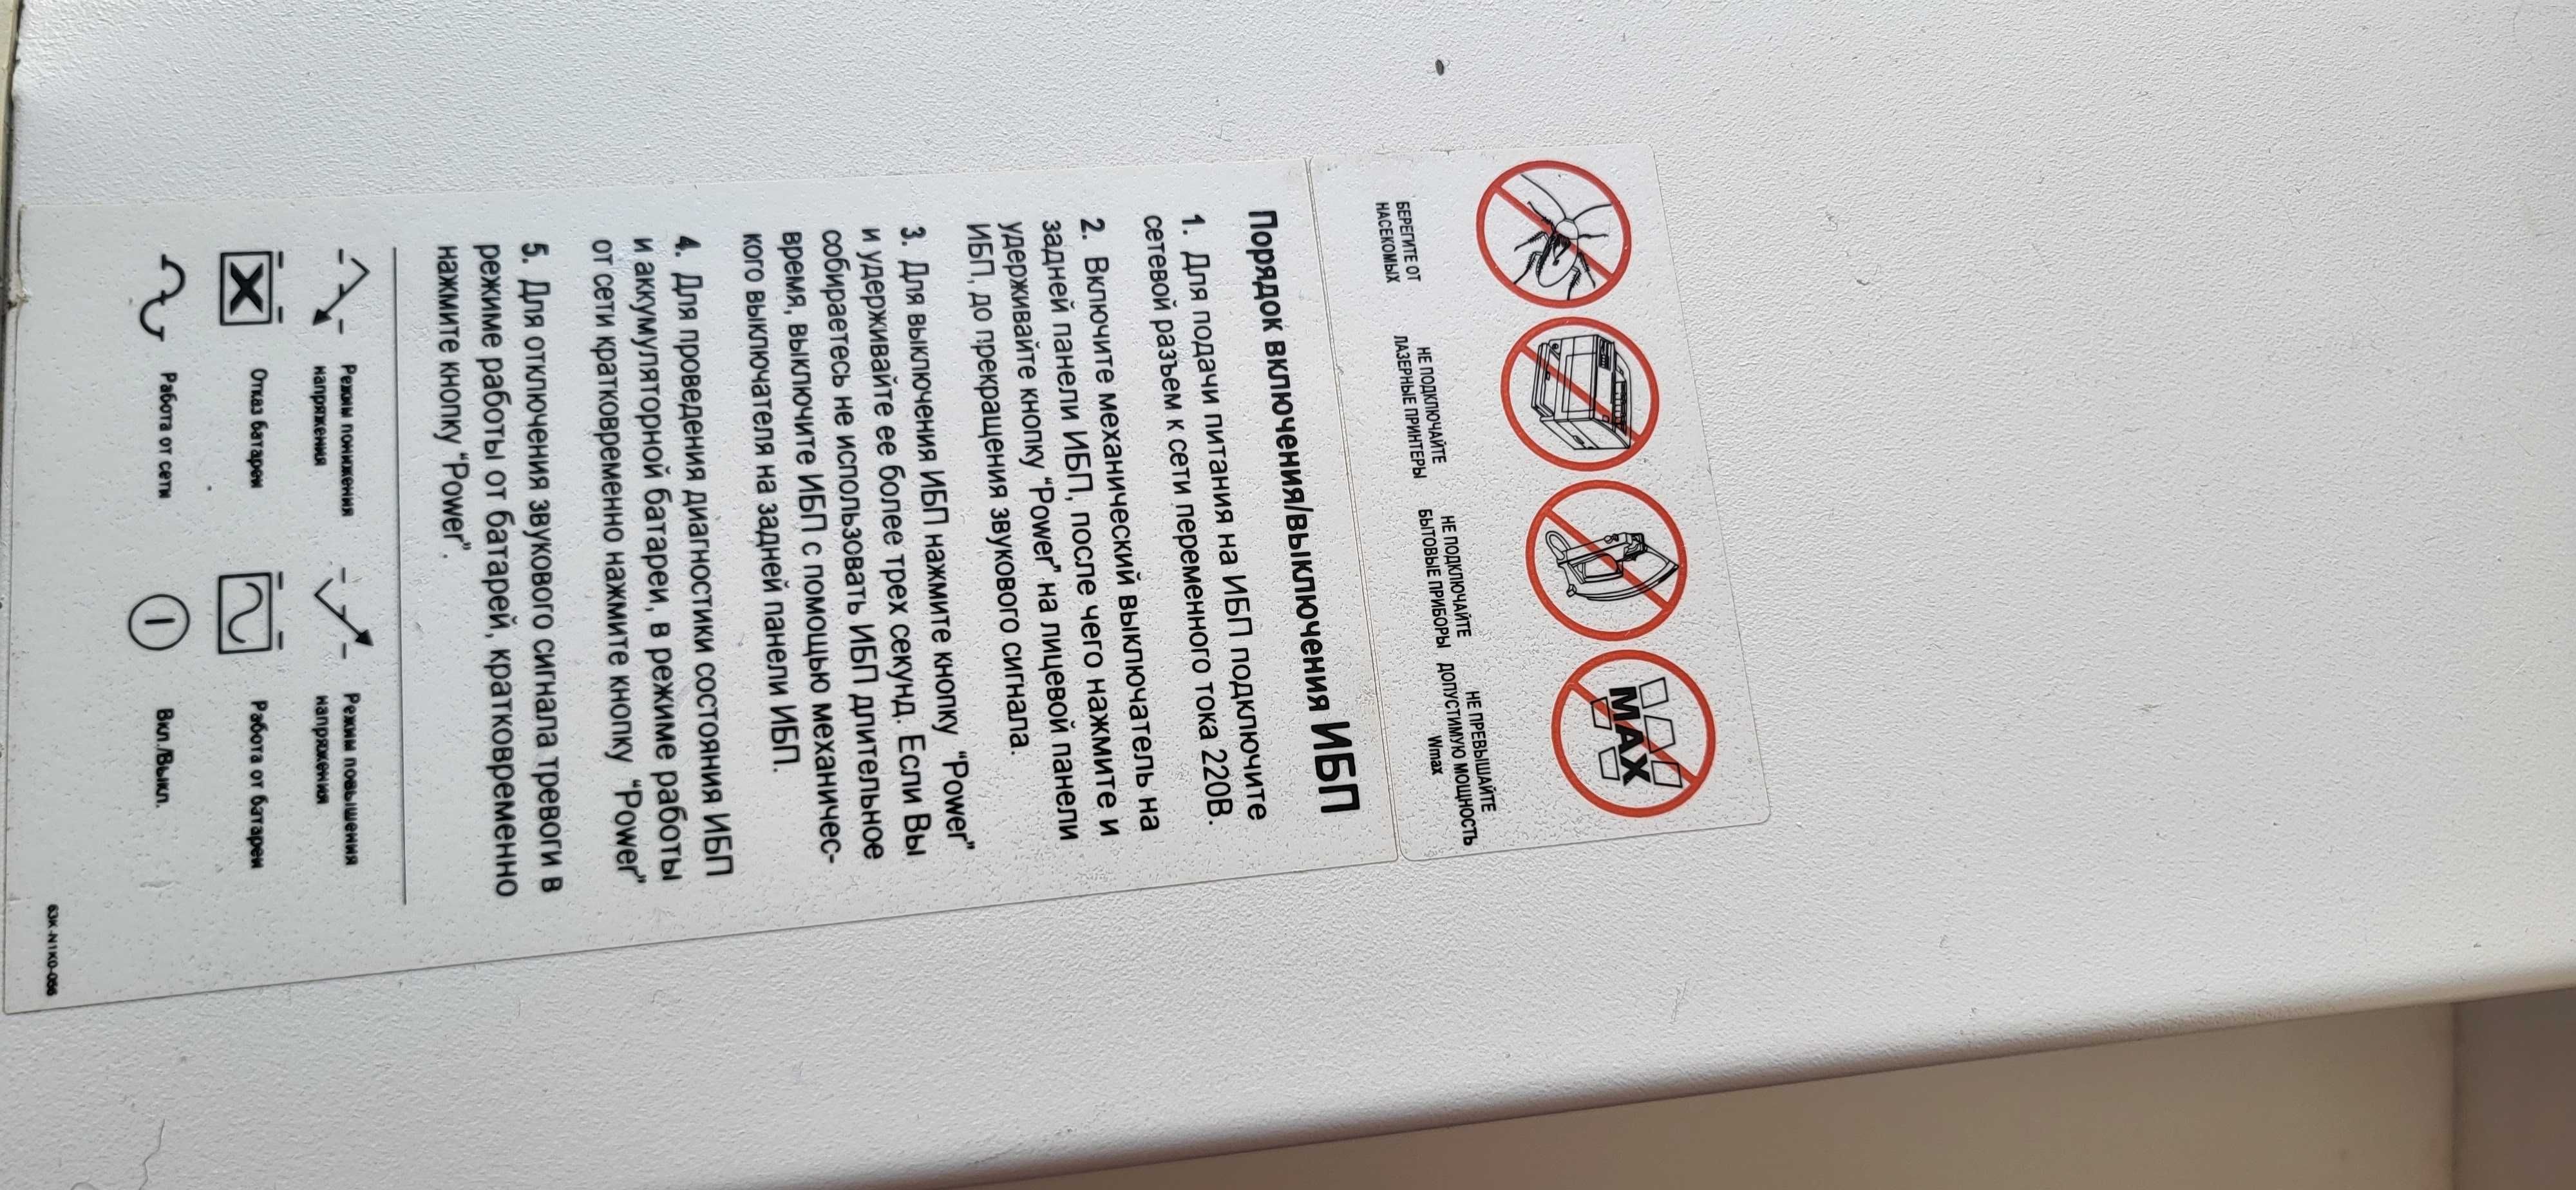 MAX
БЕРЕГИТЕ ОТ
НАСЕКОМЫХ
НЕ ПОДКЛЮЧАЙТЕ
ЛАЗЕРНЫЕ ПРИНТЕРЫ
НЕ ПОДКЛЮЧАЙТЕ
БЫТОВЫЕ ПРИБОРЫ
НЕ ПРЕВЫШАЙТЕ
ДОПУСТИМУЮ МОЩНОСТЬ
Wmax
Порядок включения/выключения ИБП
1. Для подачи питания на ИБП подключите
сетевой разъем к сети переменного тока 220В.
2. Включите механический выключатель на
задней панели ИБП, после чего нажмите и
удерживайте кнопку “Power” на лицевой панели
ИБП, до прекращения звукового сигнала.
3. Для выключения ИБП нажмите кнопку “Power”
и удерживайте ее более трех секунд. Если Вы
собираетесь не использовать ИБП длительное
время, выключите ИБП с помощью механичес-
кого выключателя на задней панели ИБП.
4. Для проведения диагностики состояния ИБП
и аккумуляторной батареи, в режиме работы
от сети кратковременно нажмите кнопку “Power”
5. Для отключения звукового сигнала тревоги в
режиме работы от батарей, кратковременно
нажмите кнопку “Power”.
Режим понижения
напряжения
Режим повышения
напряжения
Отказ батареи
Работа от батареи
Работа от сети
Вкл./Выкл.
63K-N1K0-056